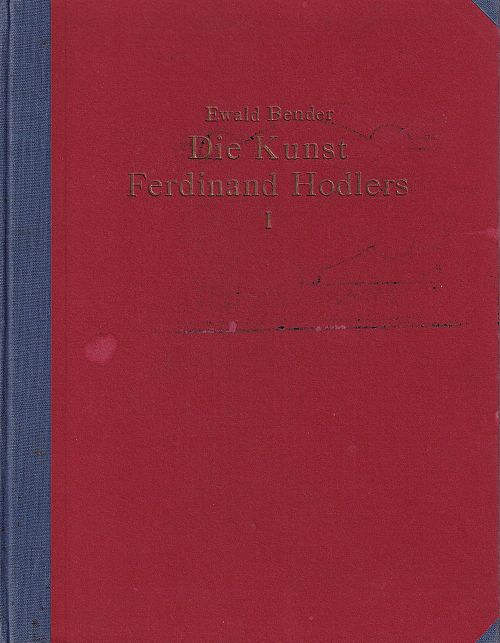 Ewald Bender
Die Kunst
Ferdinand Hodlers
I